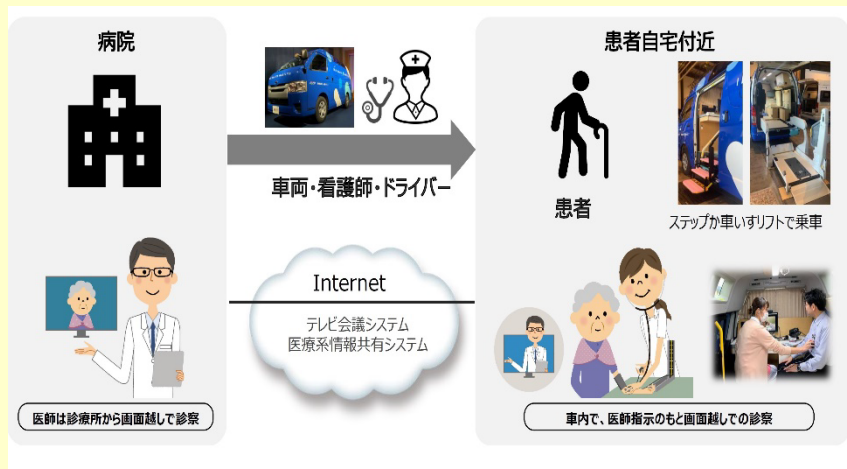 病院
車両・看護師・ドライバー
患者自宅付近
患者
ステップか車いすリフトで乗車
Internet
テレビ会議システム
医療系情報共有システム
医師は診療所から画面越しで診察
車内で、医師指示のもと画面越しでの診察